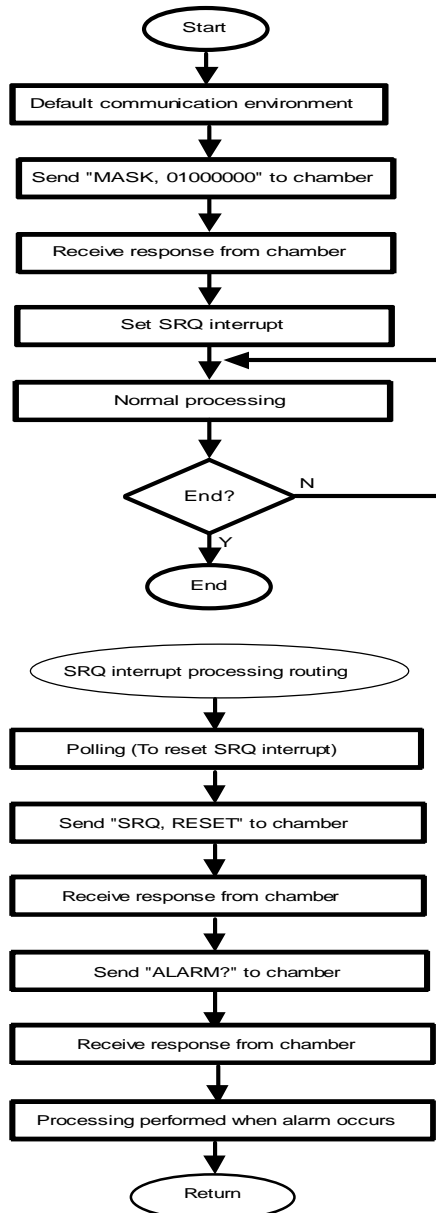 Start
Default communication environment
Send "MASK, 01000000" to chamber
Receive response from chamber
Set SRQ interrupt
Normal processing
End?
N
Y
End
SRQ interrupt processing routing
Polling (To reset SRQ interrupt)
Send "SRQ, RESET" to chamber
Receive response from chamber
Send "ALARM?" to chamber
Receive response from chamber
Processing performed when alarm occurs
Return